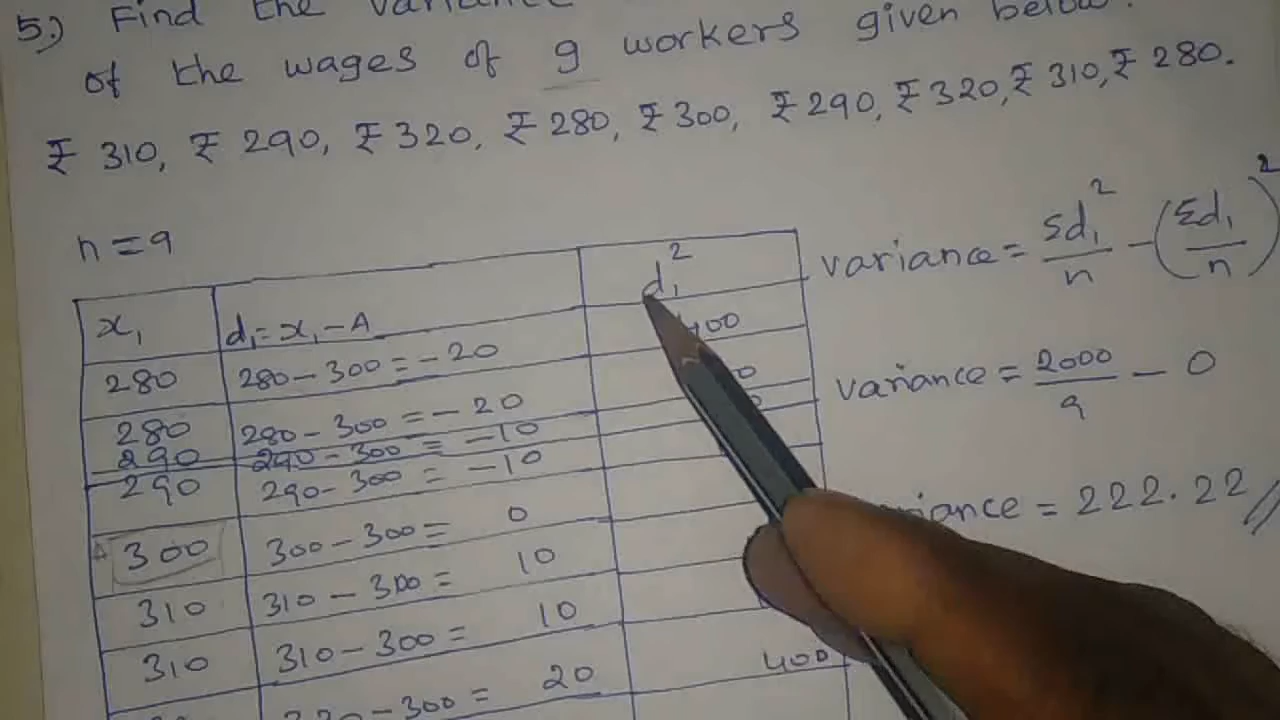 5.) Find the variance
of the wages of 9 workers given below.
₹ 310, ₹ 290, ₹ 320, ₹ 280, ₹ 300, ₹ 290, ₹ 320, ₹ 310, ₹ 280.
n = 9
variance = Σd₁²/n - (Σd₁/n)²
x₁ d₁ = x₁ - A d₁²
280 280 - 300 = -20 400
280 280 - 300 = -20
290 290 - 300 = -10
290 290 - 300 = -10
300 300 - 300 = 0
310 310 - 300 = 10
310 310 - 300 = 10
- 300 = 20 400
variance = 2000/9 - 0
variance = 222.22 //